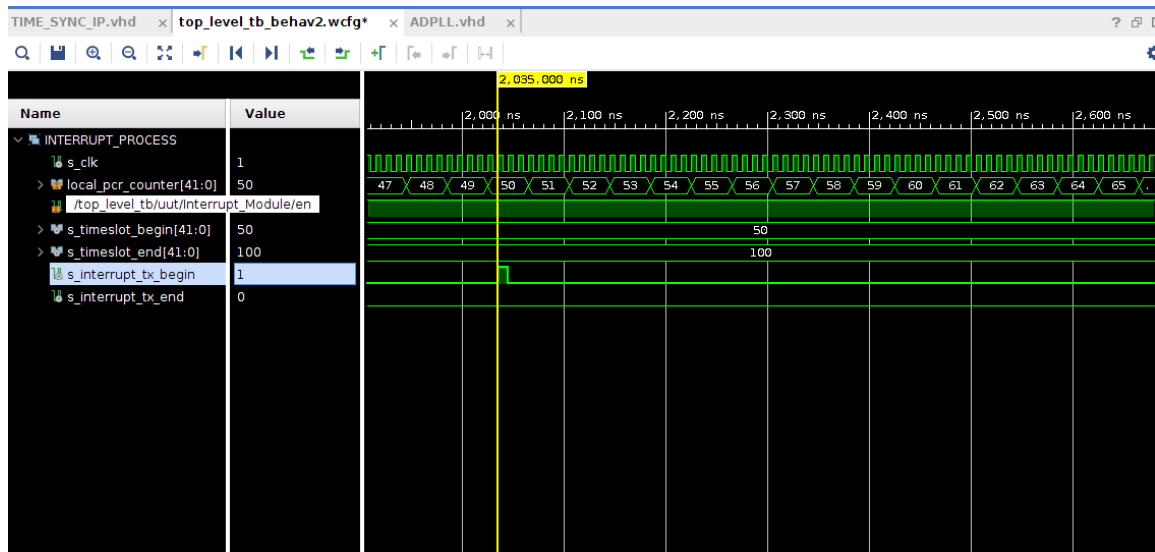 TIME_SYNC_IP.vhd x top_level_tb_behav2.wcfg* x ADPLL.vhd x ?
2,035.000 ns
Name Value
2,000 ns 2,100 ns 2,200 ns 2,300 ns 2,400 ns 2,500 ns 2,600 ns
INTERRUPT_PROCESS
s_clk 1
local_pcr_counter[41:0] 50 47 48 49 50 51 52 53 54 55 56 57 58 59 60 61 62 63 64 65 .
/top_level_tb/uut/Interrupt_Module/en
s_timeslot_begin[41:0] 50 50
s_timeslot_end[41:0] 100 100
s_interrupt_tx_begin 1
s_interrupt_tx_end 0